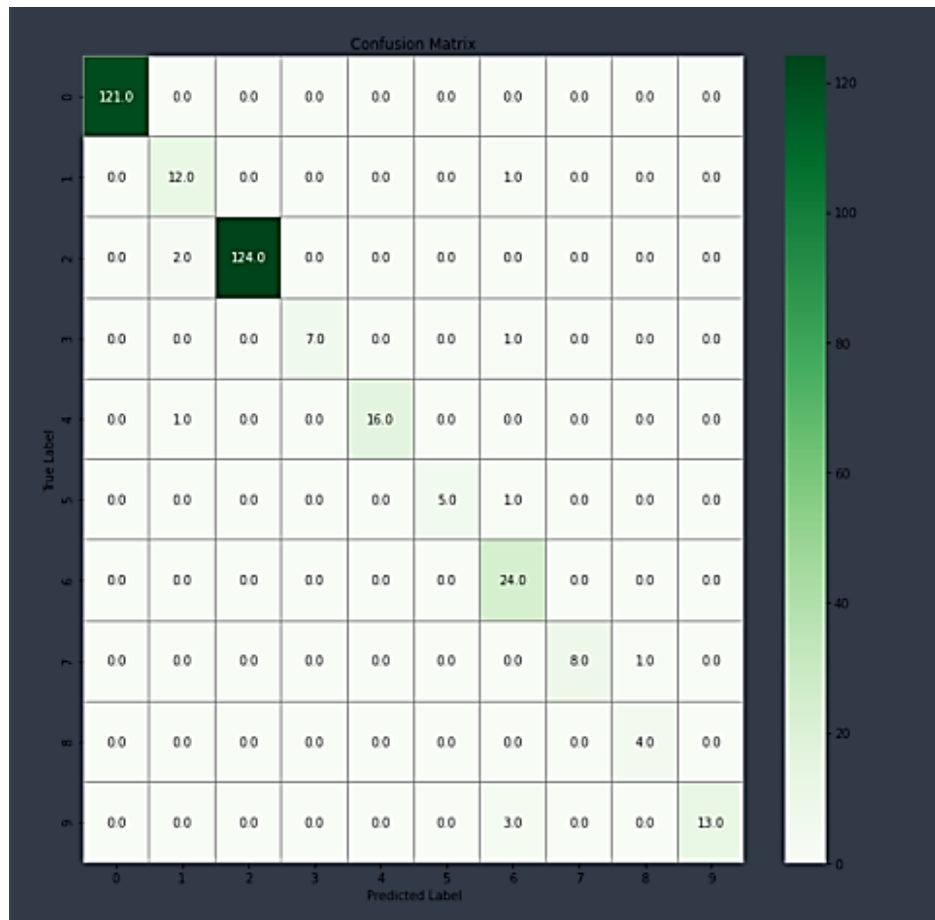 Confusion Matrix
0 121.0 0.0 0.0 0.0 0.0 0.0 0.0 0.0 0.0 0.0
1 0.0 12.0 0.0 0.0 0.0 0.0 1.0 0.0 0.0 0.0
2 0.0 2.0 124.0 0.0 0.0 0.0 0.0 0.0 0.0 0.0
3 0.0 0.0 0.0 7.0 0.0 0.0 1.0 0.0 0.0 0.0
4 0.0 1.0 0.0 0.0 16.0 0.0 0.0 0.0 0.0 0.0
5 0.0 0.0 0.0 0.0 0.0 5.0 1.0 0.0 0.0 0.0
6 0.0 0.0 0.0 0.0 0.0 0.0 24.0 0.0 0.0 0.0
7 0.0 0.0 0.0 0.0 0.0 0.0 0.0 8.0 1.0 0.0
8 0.0 0.0 0.0 0.0 0.0 0.0 0.0 0.0 4.0 0.0
9 0.0 0.0 0.0 0.0 0.0 0.0 3.0 0.0 0.0 13.0
0 1 2 3 4 5 6 7 8 9
Predicted Label
True Label
120
100
80
60
40
20
0